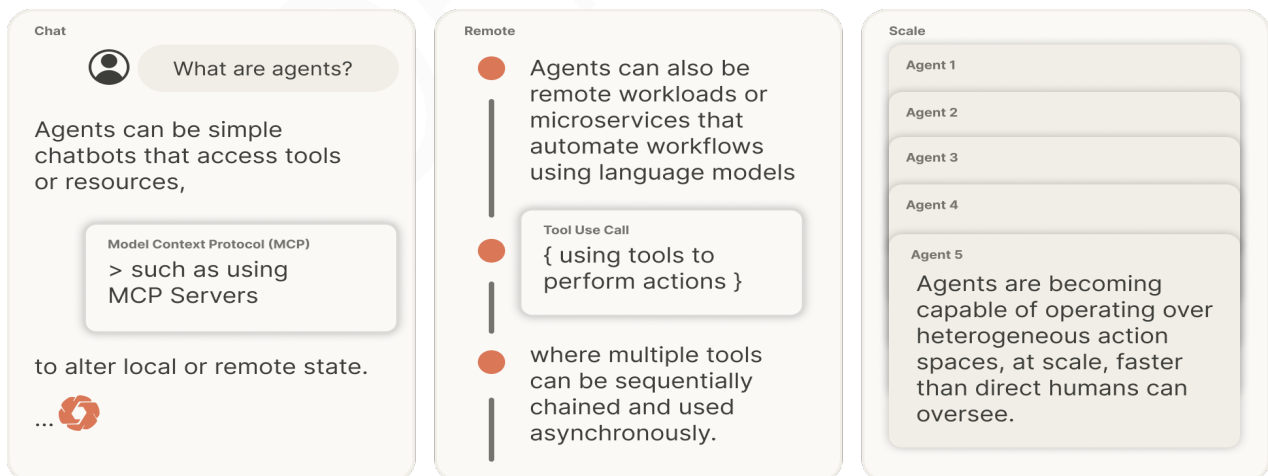 Chat
What are agents?
Agents can be simple
chatbots that access tools
or resources,
Model Context Protocol (MCP)
> such as using
MCP Servers
to alter local or remote state.
...
Remote
Agents can also be
remote workloads or
microservices that
automate workflows
using language models
Tool Use Call
{ using tools to
perform actions }
where multiple tools
can be sequentially
chained and used
asynchronously.
Scale
Agent 1
Agent 2
Agent 3
Agent 4
Agent 5
Agents are becoming
capable of operating over
heterogeneous action
spaces, at scale, faster
than direct humans can
oversee.